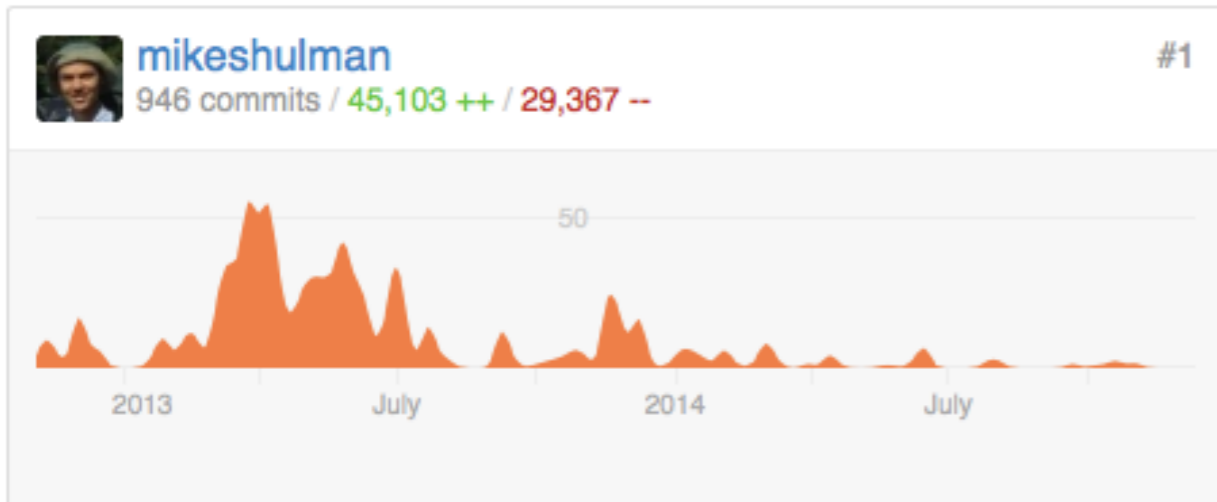 mikeshulman
#1
946 commits / 45,103 ++ / 29,367 --
50
2013 July 2014 July